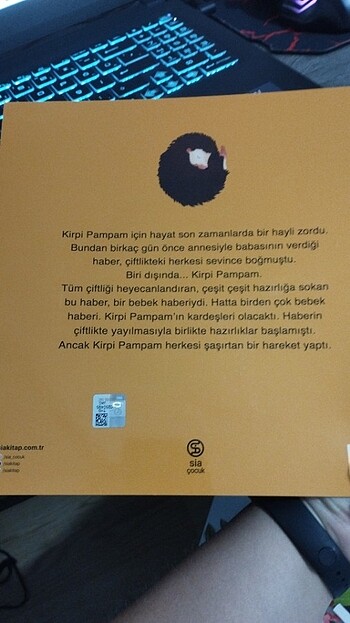 Kirpi Pampam için hayat son zamanlarda bir hayli zordu.
Bundan birkaç gün önce annesiyle babasının verdiği
haber, çiftlikteki herkesi sevince boğmuştu.
Biri dışında... Kirpi Pampam.
Tüm çiftliği heyecanlandıran, çeşit çeşit hazırlığa sokan
bu haber, bir bebek haberiydi. Hatta birden çok bebek
haberi. Kirpi Pampam'ın kardeşleri olacaktı. Haberin
çiftlikte yayılmasıyla birlikte hazırlıklar başlamıştı.
Ancak Kirpi Pampam herkesi şaşırtan bir hareket yaptı.
siakitap.com.tr
sia
çocuk